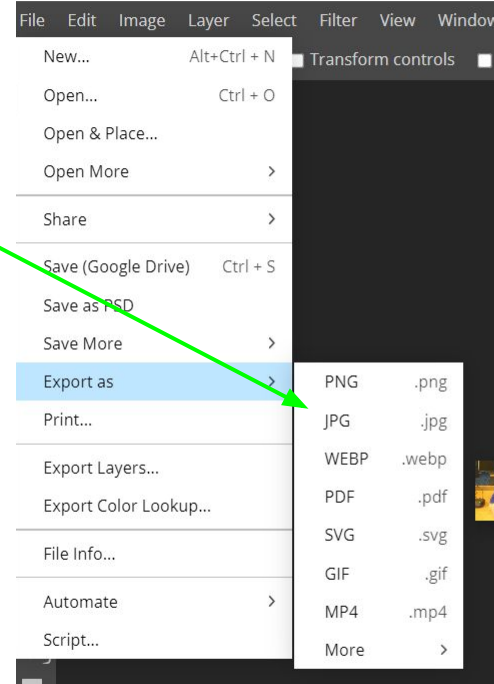 File Edit Image Layer Select Filter View Window
New... Alt+Ctrl + N
Transform controls
Open... Ctrl + O
Open & Place...
Open More >
Share >
Save (Google Drive) Ctrl + S
Save as PSD
Save More >
Export as >
Print...
Export Layers...
Export Color Lookup...
File Info...
Automate >
Script...
PNG .png
JPG .jpg
WEBP .webp
PDF .pdf
SVG .svg
GIF .gif
MP4 .mp4
More >